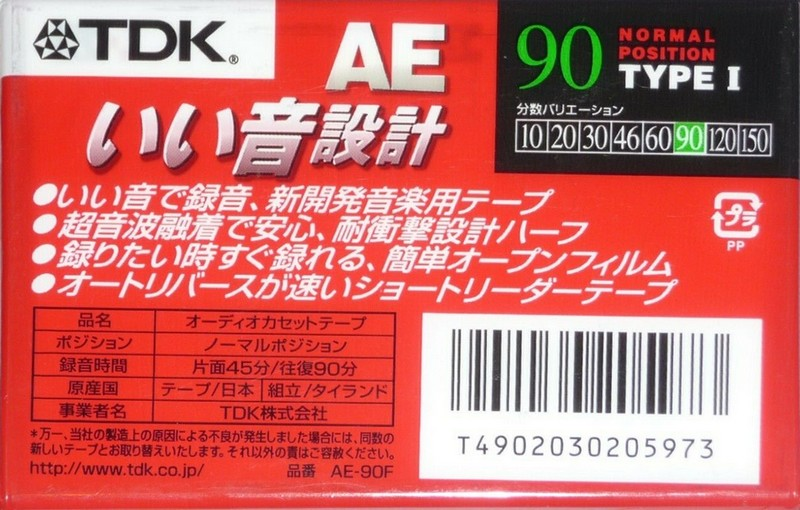 TDK®
AE
いい音設計
90 NORMAL POSITION TYPE I
分数バリエーション
10 20 30 46 60 90 120 150
●いい音で録音、新開発音楽用テープ
●超音波融着で安心、耐衝撃設計ハーフ
●録りたい時すぐ録れる、簡単オープンフィルム
●オートリバースが速いショートリーダーテープ
プラ
PP
品名 オーディオカセットテープ
ポジション ノーマルポジション
録音時間 片面45分/往復90分
原産国 テープ/日本 組立/タイランド
事業者名 TDK株式会社
*万一、当社の製造上の原因による不良が発生しました場合には、同数の
新しいテープとお取り替えいたします。それ以外の責はご容赦ください。
http://www.tdk.co.jp/ 品番 AE-90F
T4902030205973